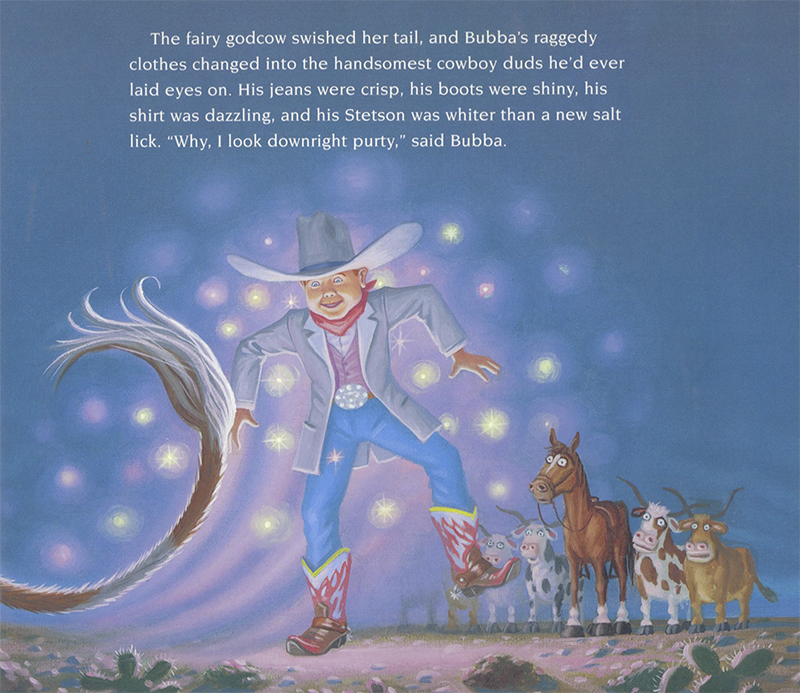 The fairy godcow swished her tail, and Bubba’s raggedy
clothes changed into the handsomest cowboy duds he’d ever
laid eyes on. His jeans were crisp, his boots were shiny, his
shirt was dazzling, and his Stetson was whiter than a new salt
lick. “Why, I look downright purty,” said Bubba.